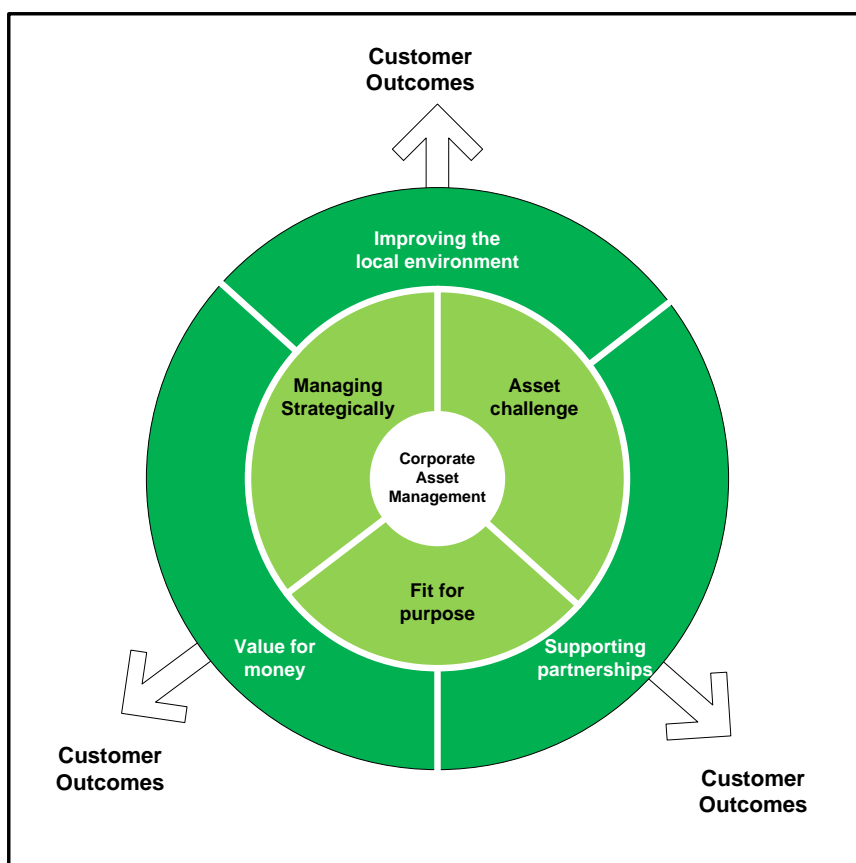 Customer
Outcomes
Improving the
local environment
Managing
Strategically
Asset
challenge
Corporate
Asset
Management
Fit for
purpose
Value for
money
Supporting
partnerships
Customer
Outcomes
Customer
Outcomes